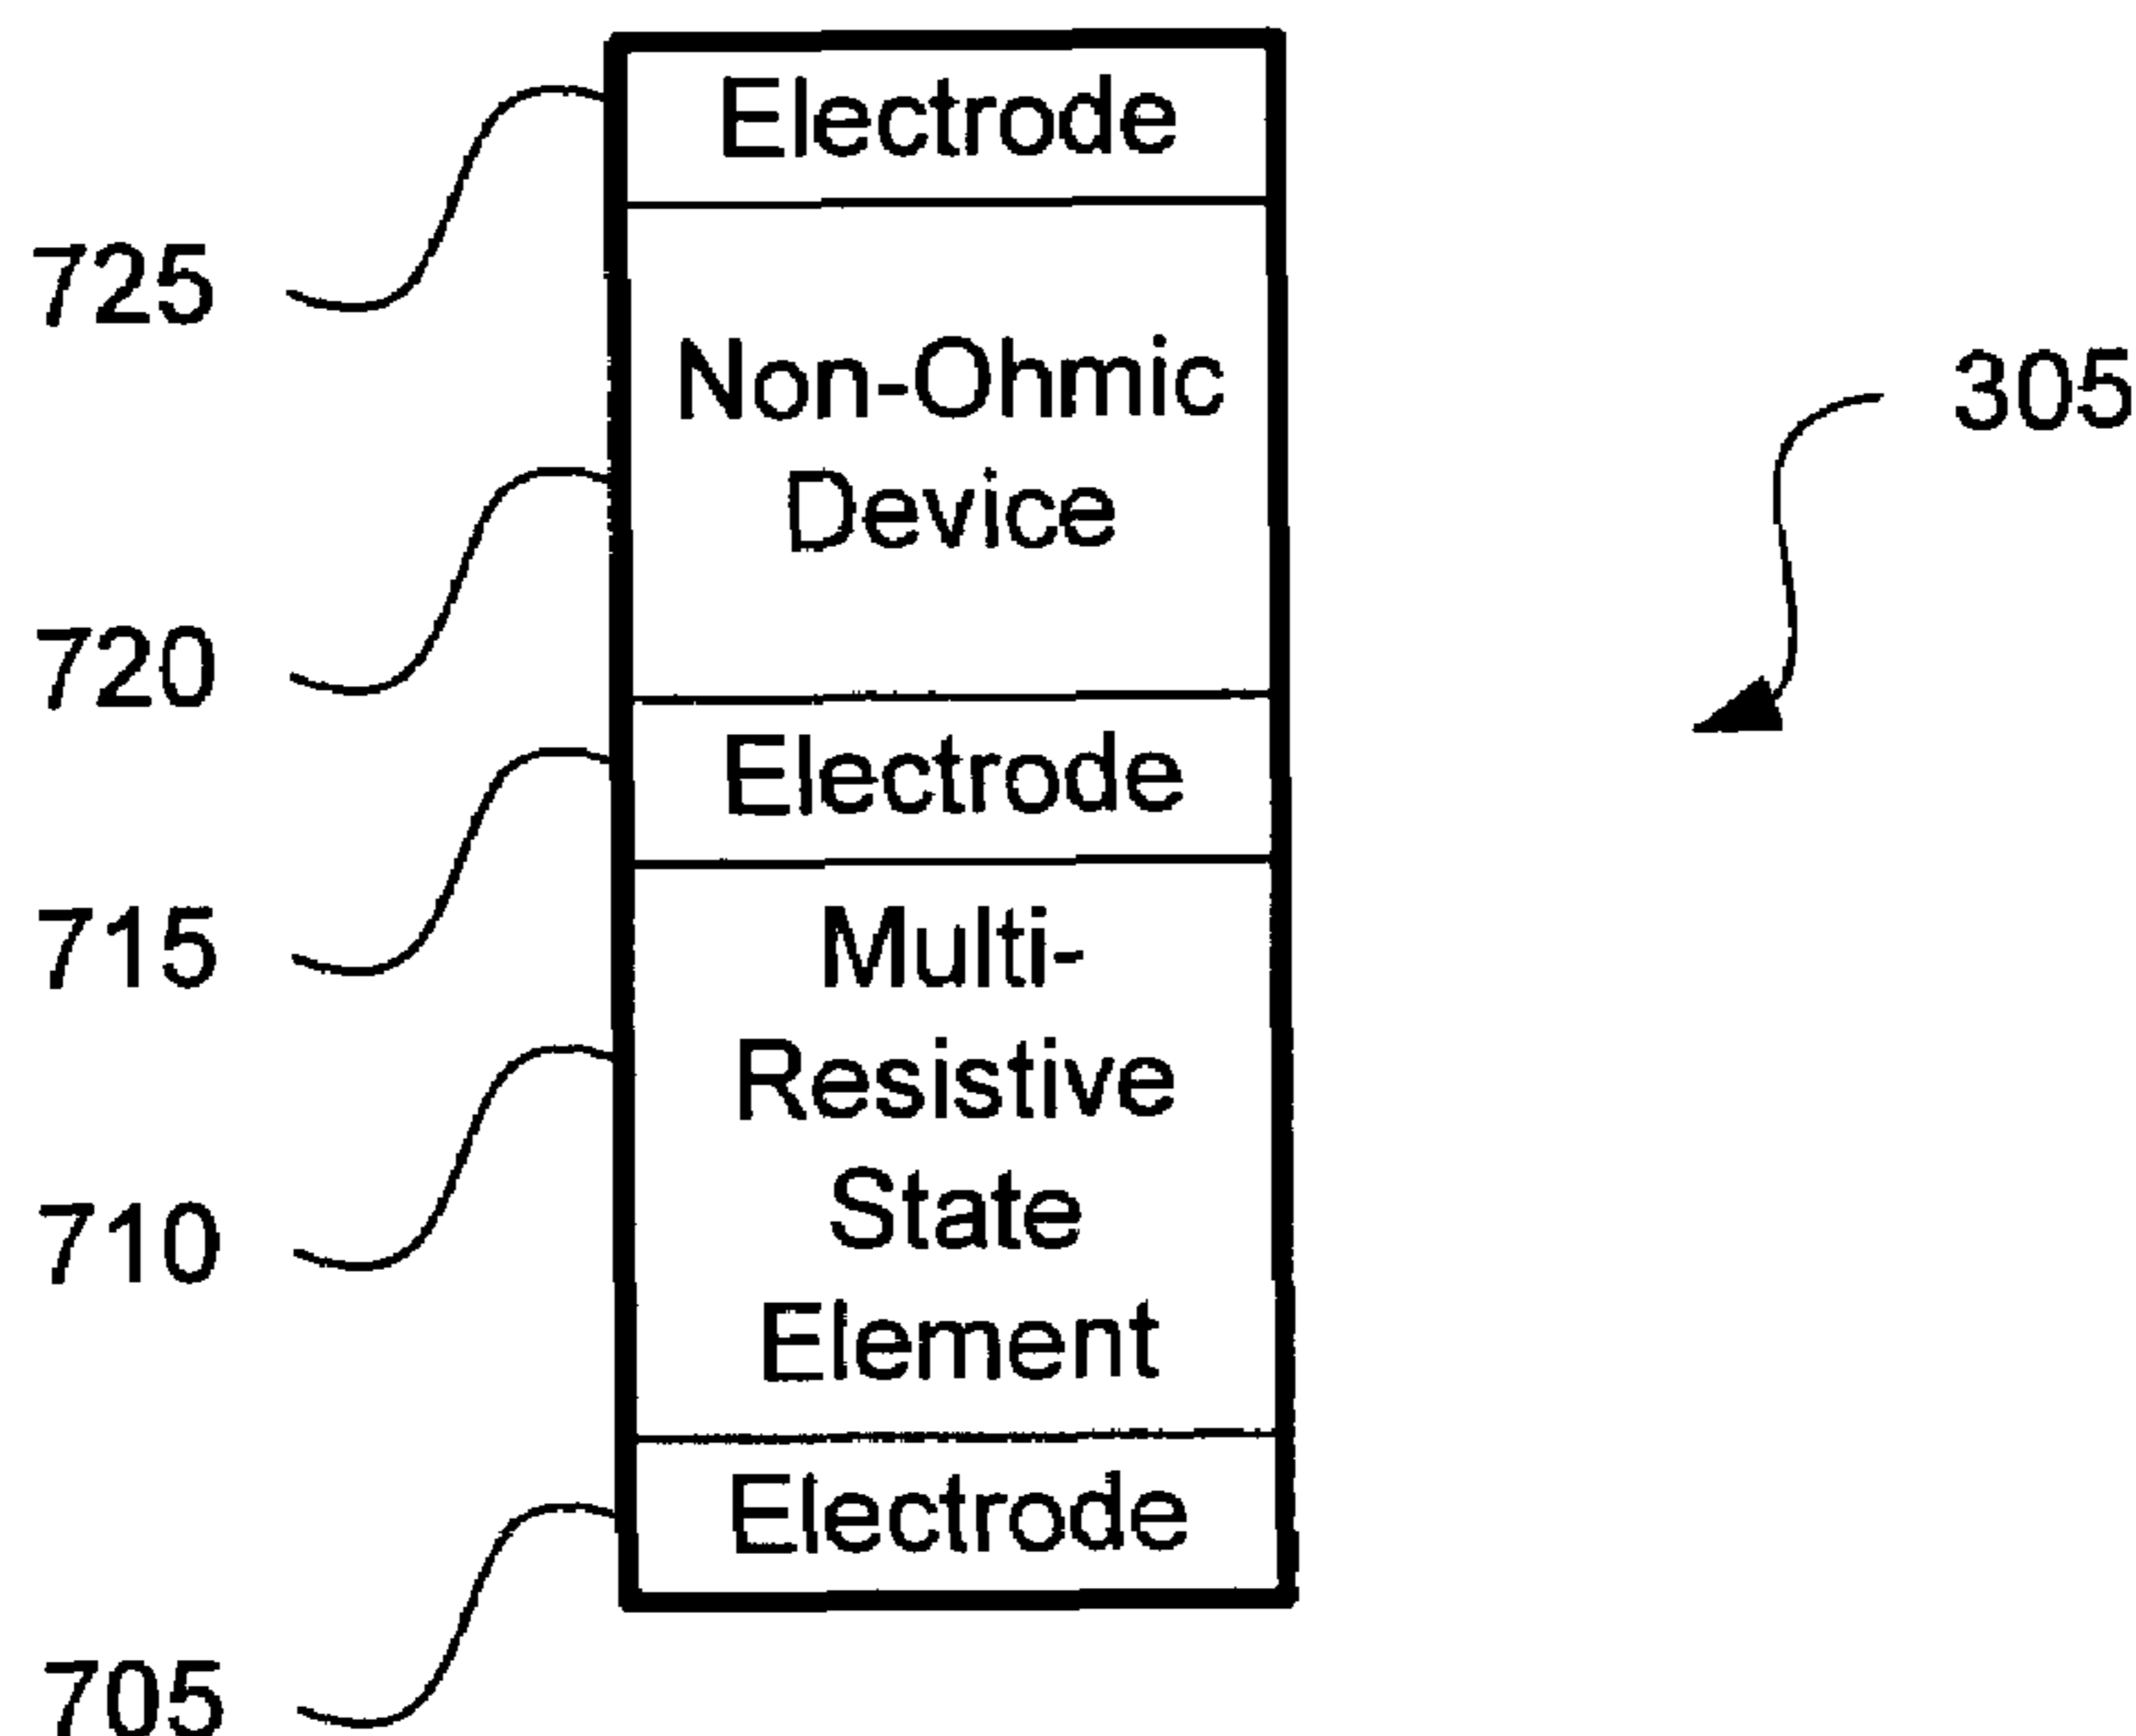 Electrode
725
Non-Ohmic
Device
305
720
Electrode
715
Multi-
Resistive
State
Element
710
Electrode
705